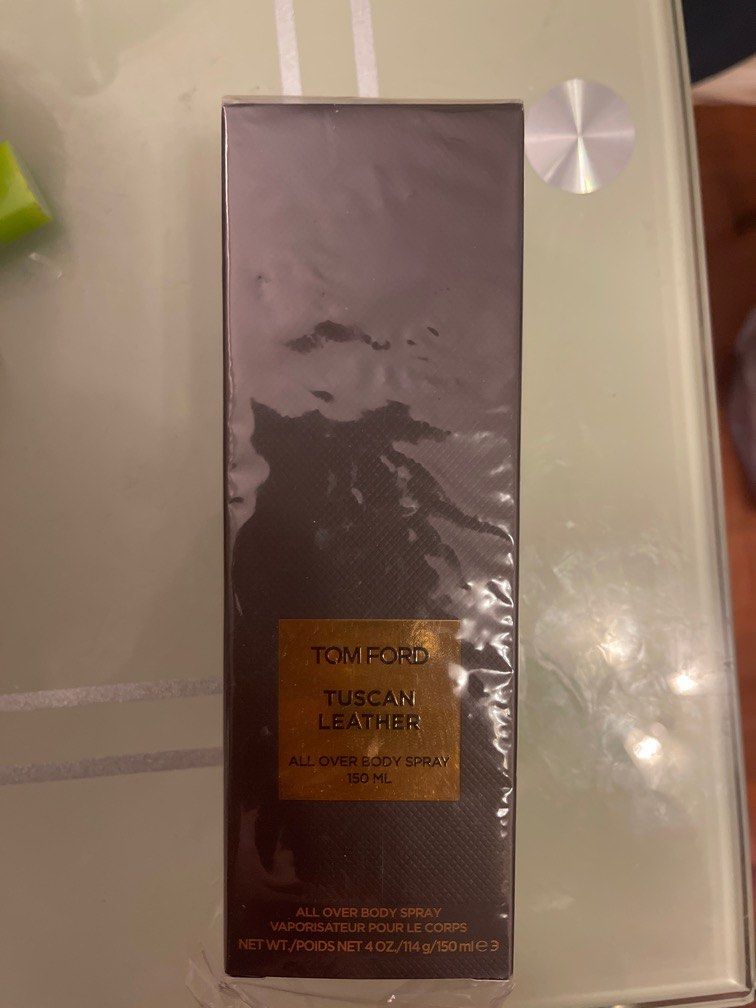 TOM FORD
TUSCAN
LEATHER
ALL OVER BODY SPRAY
150 ML
ALL OVER BODY SPRAY
VAPORISATEUR POUR LE CORPS
NET WT./POIDS NET 4 OZ./114 g/150 ml ℮ 3